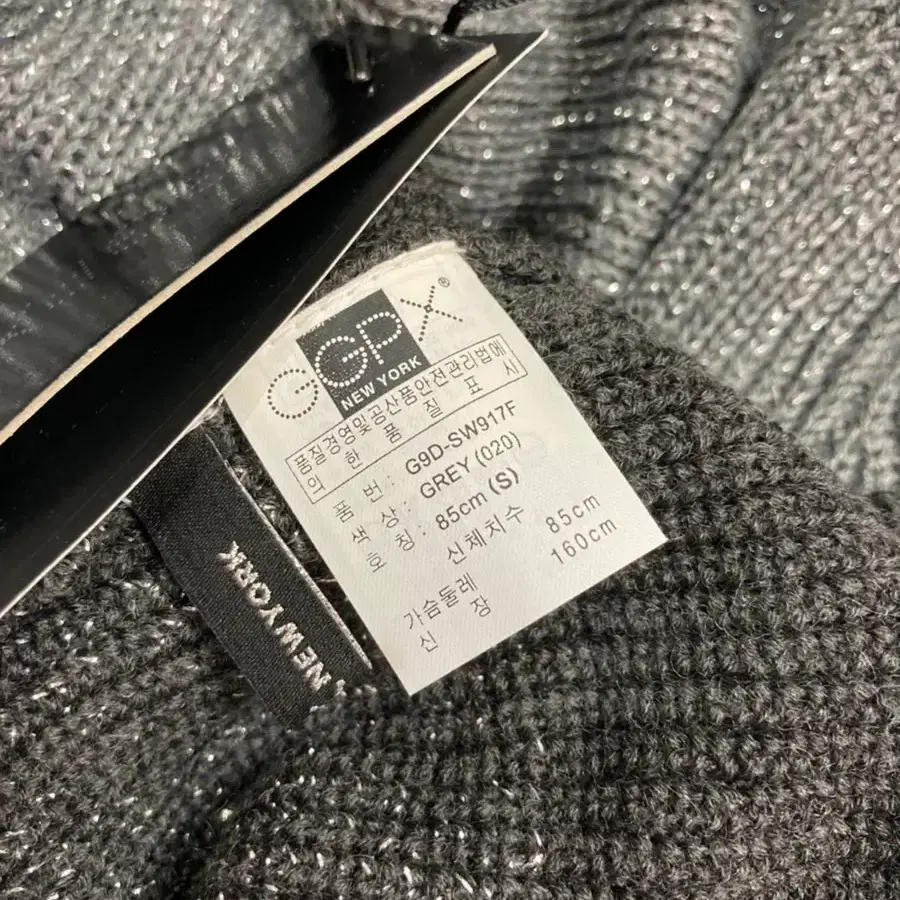 GGPX®
NEW YORK
품질경영및공산품안전관리법에
의 한 품 질 표 시
품 번 : G9D-SW917F
색 상 : GREY (020)
호 칭 : 85cm (S)
신체치수
가슴둘레 85cm
신 장 160cm
NEW YORK